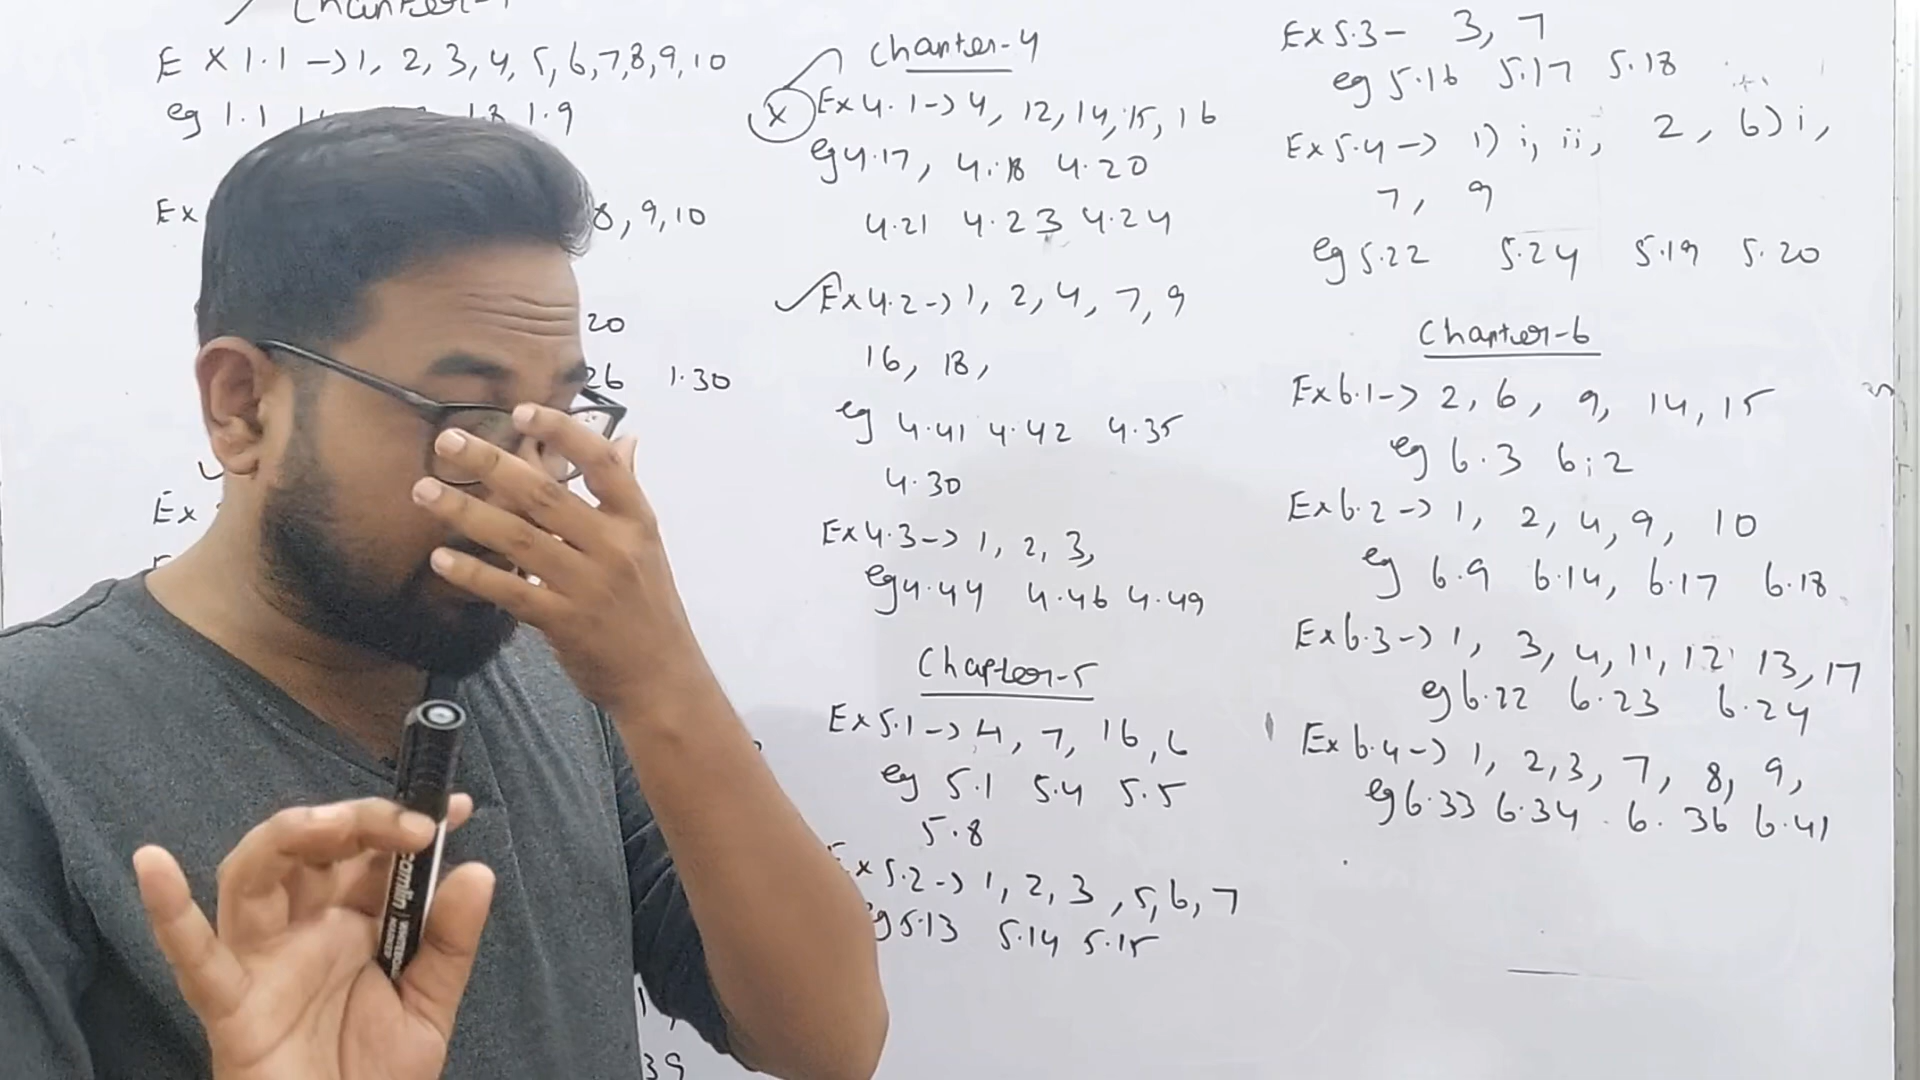 Chapter-1
E X 1.1 → 1, 2, 3, 4, 5, 6, 7, 8, 9, 10
eg 1.1 1.8 1.9
Ex 8, 9, 10
20
26 1.30
Ex
Chapter-4
X Ex 4.1 → 4, 12, 14, 15, 16
eg 4.17, 4.18 4.20
4.21 4.23 4.24
Ex 4.2 → 1, 2, 4, 7, 9
16, 18,
eg 4.41 4.42 4.35
4.30
Ex 4.3 → 1, 2, 3,
eg 4.44 4.46 4.49
Chapter-5
Ex 5.1 → 4, 7, 16, 6
eg 5.1 5.4 5.5
5.8
Ex 5.2 → 1, 2, 3, 5, 6, 7
eg 5.13 5.14 5.15
Ex 5.3 - 3, 7
eg 5.16 5.17 5.18
Ex 5.4 → 1) i, ii, 2, 6) i,
7, 9
eg 5.22 5.24 5.19 5.20
Chapter-6
Ex 6.1 → 2, 6, 9, 14, 15
eg 6.3 6.2
Ex 6.2 → 1, 2, 4, 9, 10
eg 6.9 6.14, 6.17 6.18
Ex 6.3 → 1, 3, 4, 11, 12 13, 17
eg 6.22 6.23 6.24
Ex 6.4 → 1, 2, 3, 7, 8, 9,
eg 6.33 6.34 6.36 6.41
39
camlin